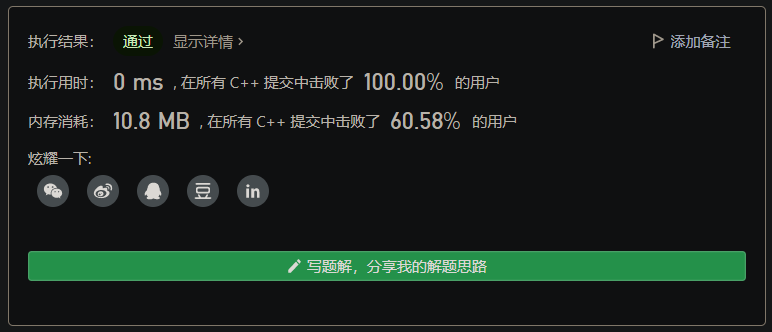 执行结果： 通过 显示详情 > 添加备注
执行用时： 0 ms , 在所有 C++ 提交中击败了 100.00% 的用户
内存消耗： 10.8 MB , 在所有 C++ 提交中击败了 60.58% 的用户
炫耀一下:
豆 in
写题解，分享我的解题思路